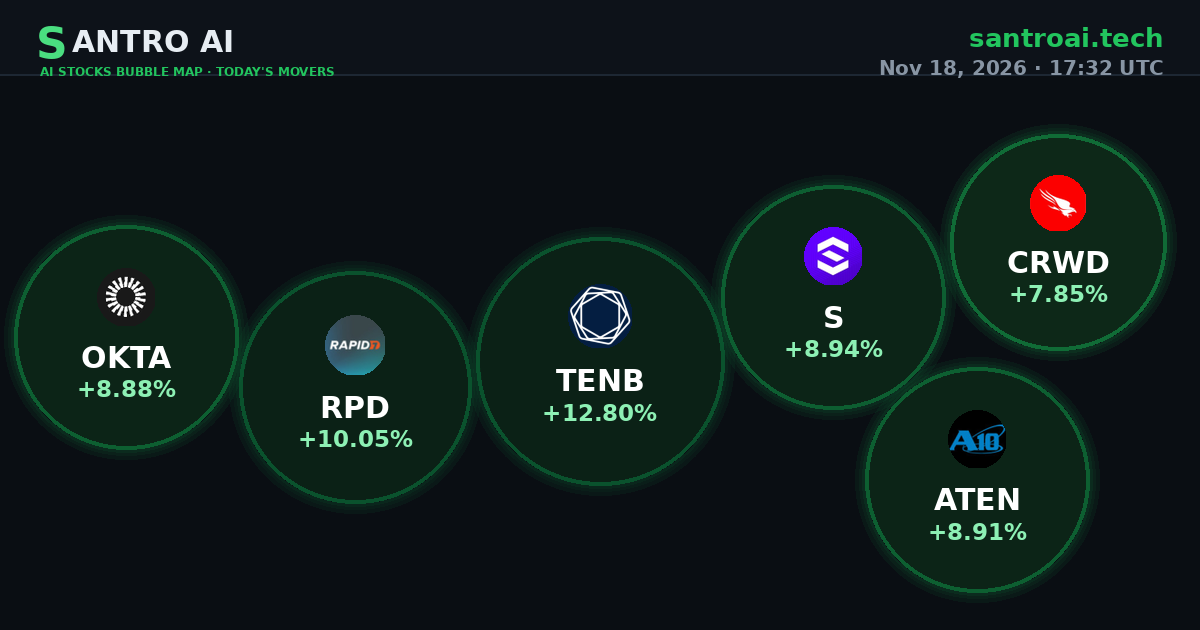 SANTRO AI
AI STOCKS BUBBLE MAP · TODAY'S MOVERS
santroai.tech
Nov 18, 2026 · 17:32 UTC
OKTA
+8.88%
RAPID7
RPD
+10.05%
TENB
+12.80%
S
+8.94%
CRWD
+7.85%
A10
ATEN
+8.91%